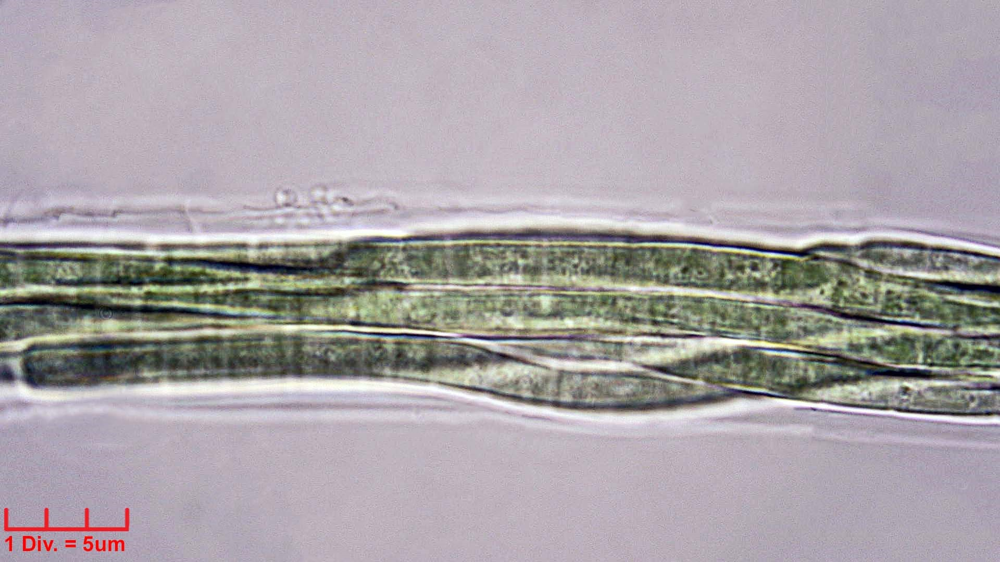 1 Div. = 5um